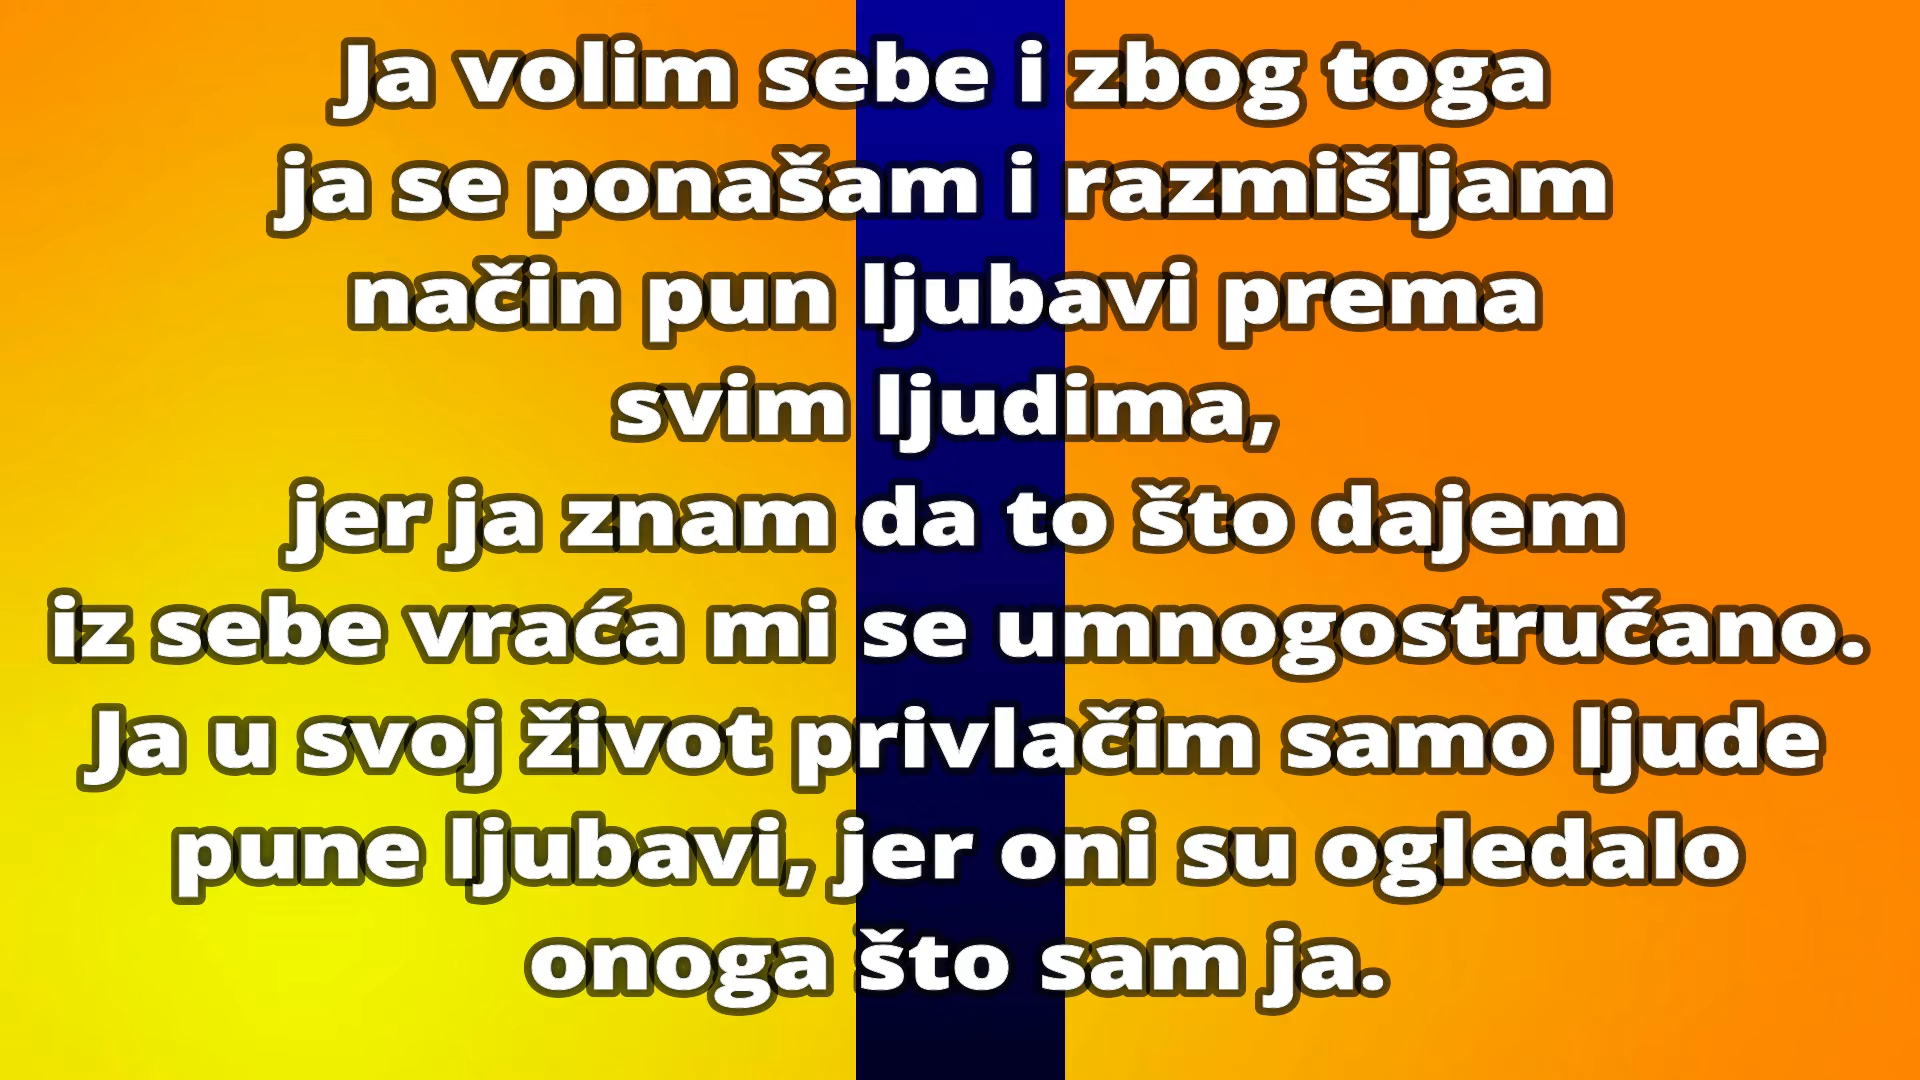 Ja volim sebe i zbog toga
ja se ponašam i razmišljam
način pun ljubavi prema
svim ljudima,
jer ja znam da to što dajem
iz sebe vraća mi se umnogostručano.
Ja u svoj život privlačim samo ljude
pune ljubavi, jer oni su ogledalo
onoga što sam ja.